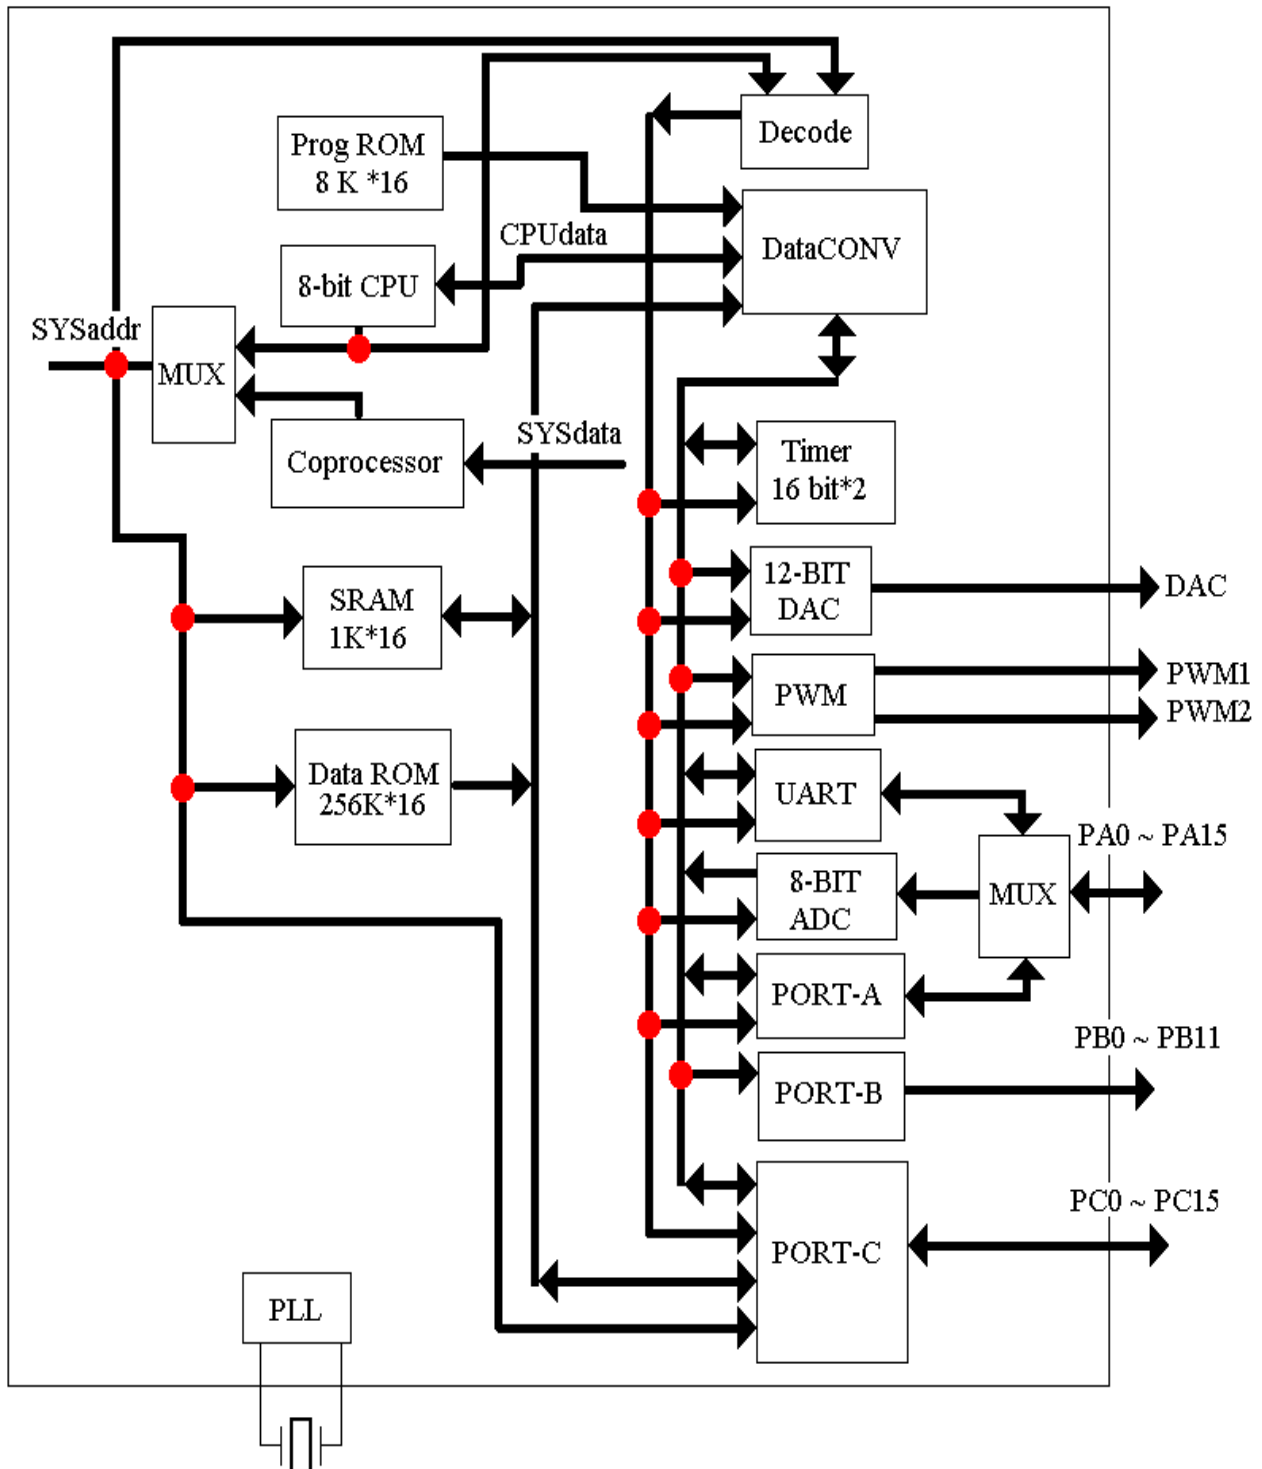 Decode
Prog ROM
8 K *16
CPUdata
DataCONV
8-bit CPU
SYSaddr
MUX
SYSdata
Coprocessor
Timer
16 bit*2
SRAM
1K*16
12-BIT
DAC
DAC
PWM
PWM1
PWM2
Data ROM
256K*16
UART
PA0 ~ PA15
8-BIT
ADC
MUX
PORT-A
PB0 ~ PB11
PORT-B
PC0 ~ PC15
PORT-C
PLL